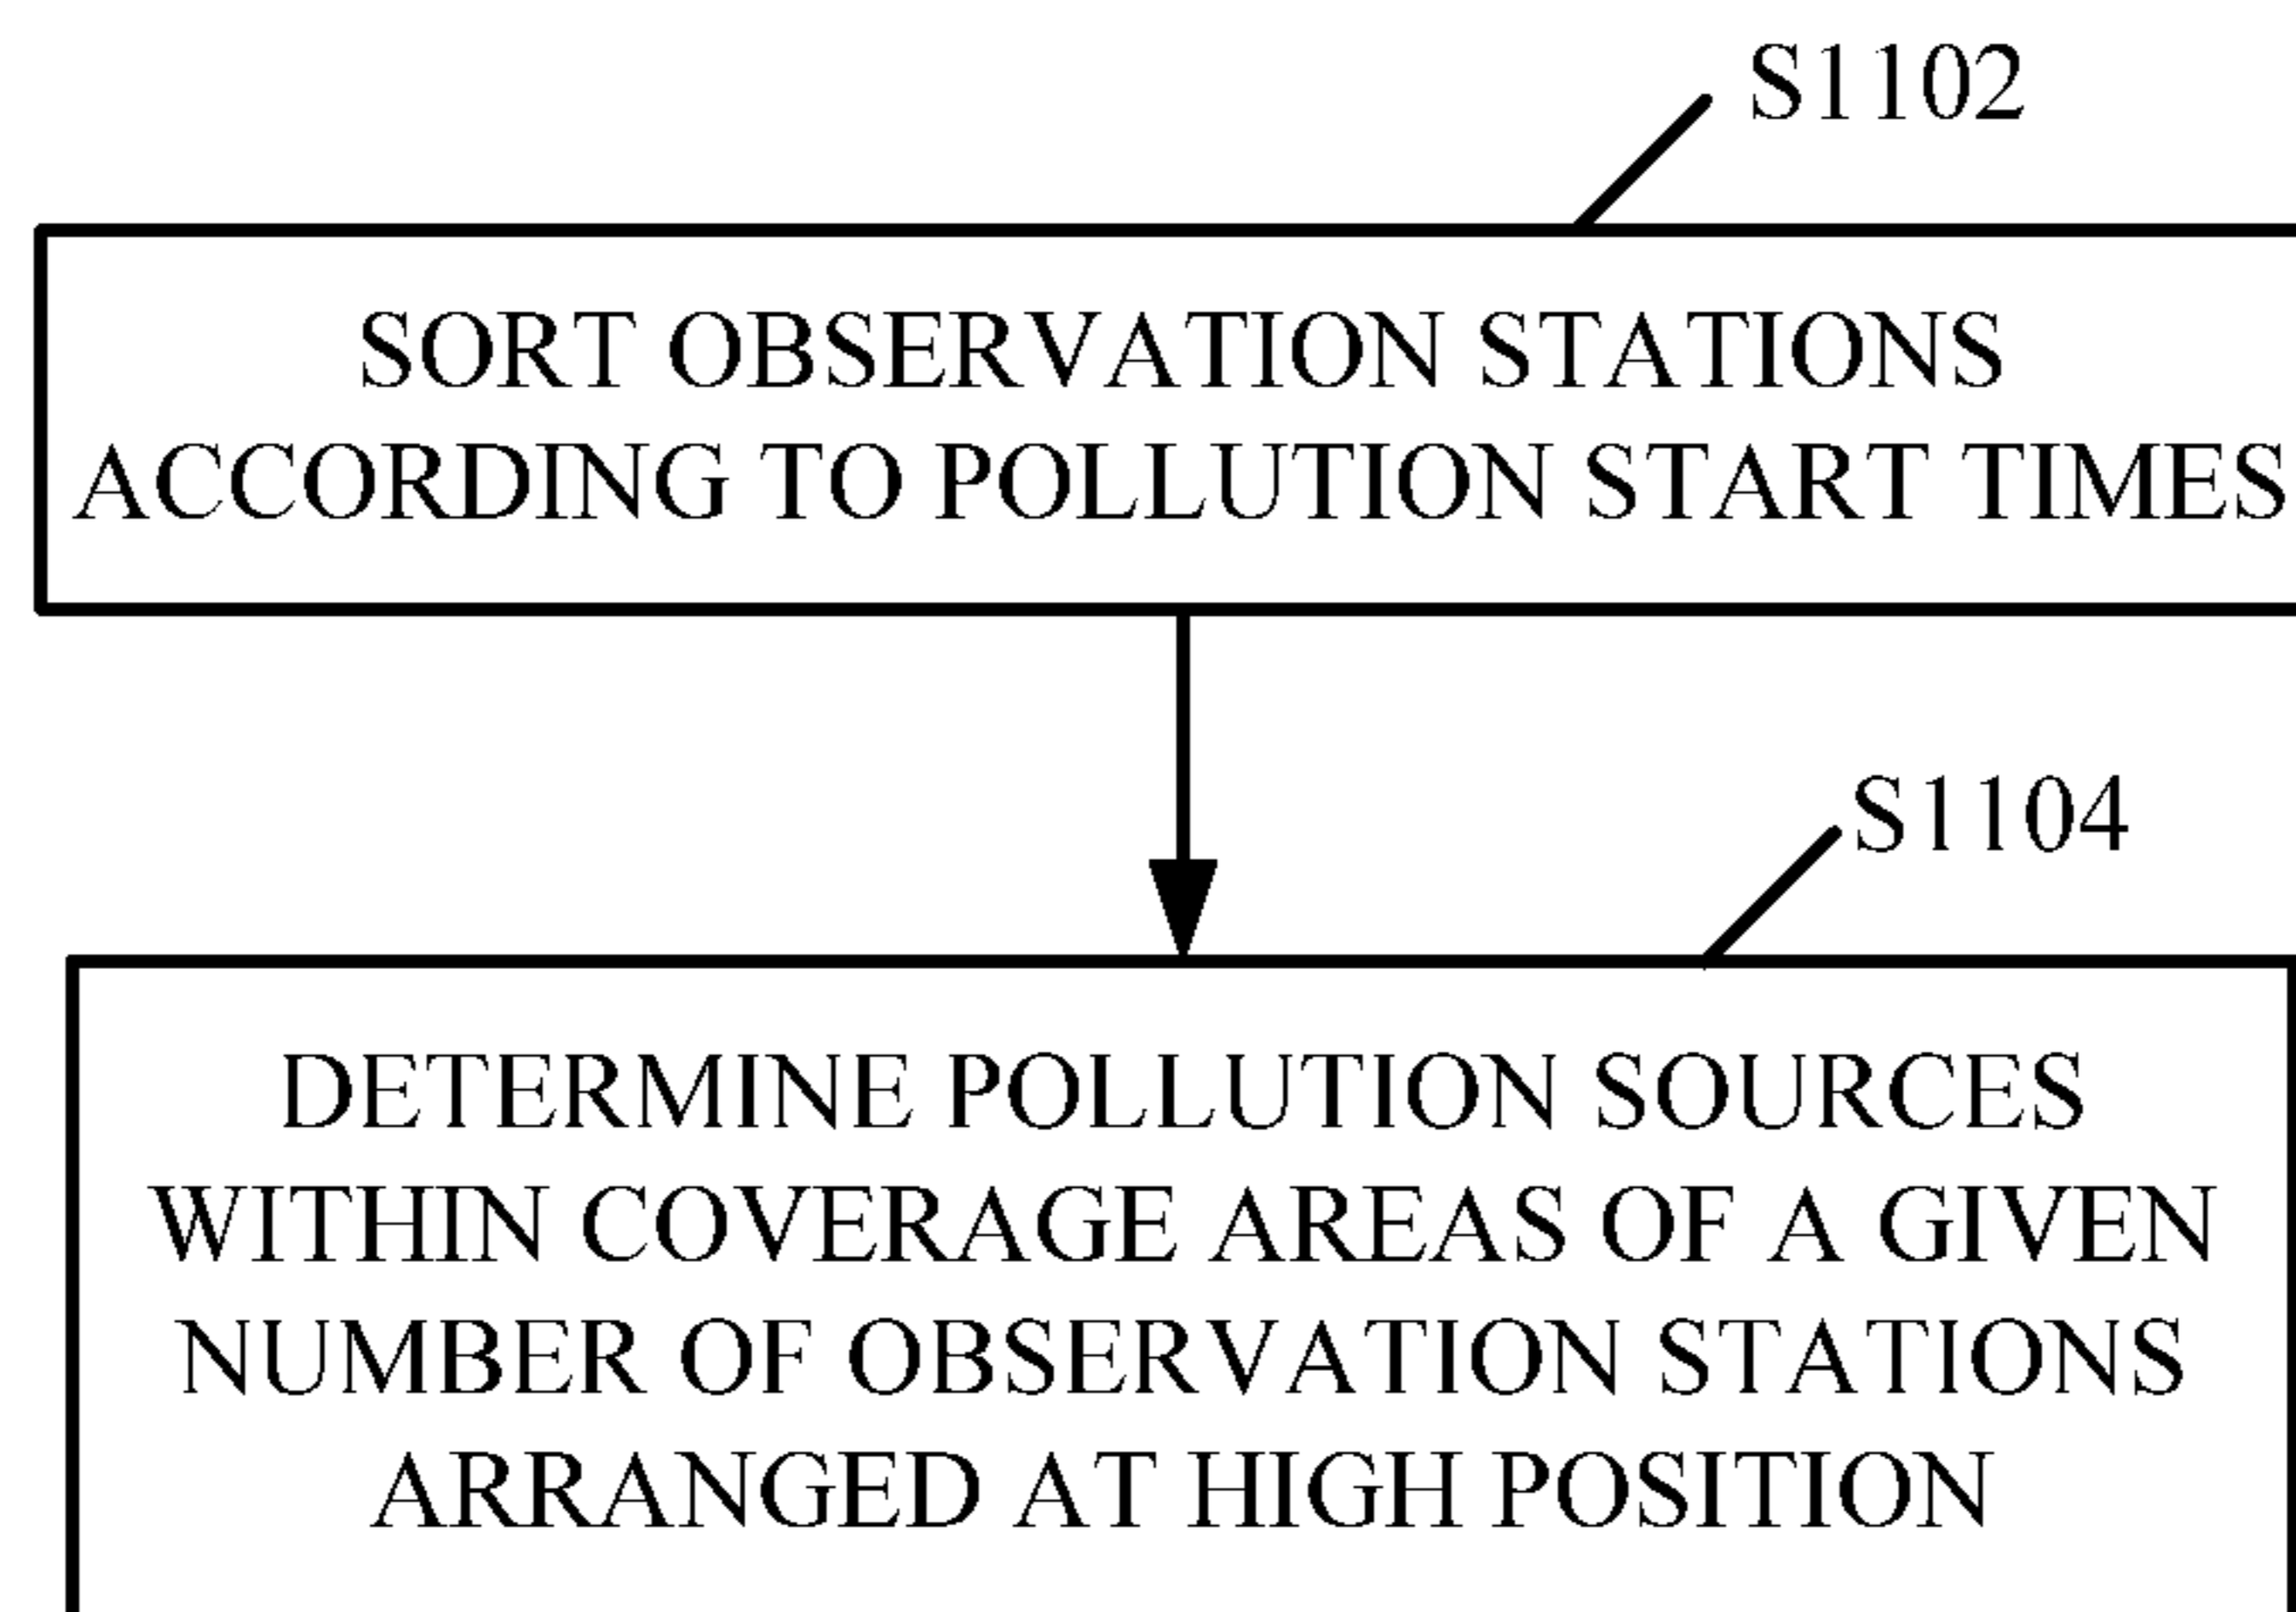 S1102
SORT OBSERVATION STATIONS
ACCORDING TO POLLUTION START TIMES
S1104
DETERMINE POLLUTION SOURCES
WITHIN COVERAGE AREAS OF A GIVEN
NUMBER OF OBSERVATION STATIONS
ARRANGED AT HIGH POSITION